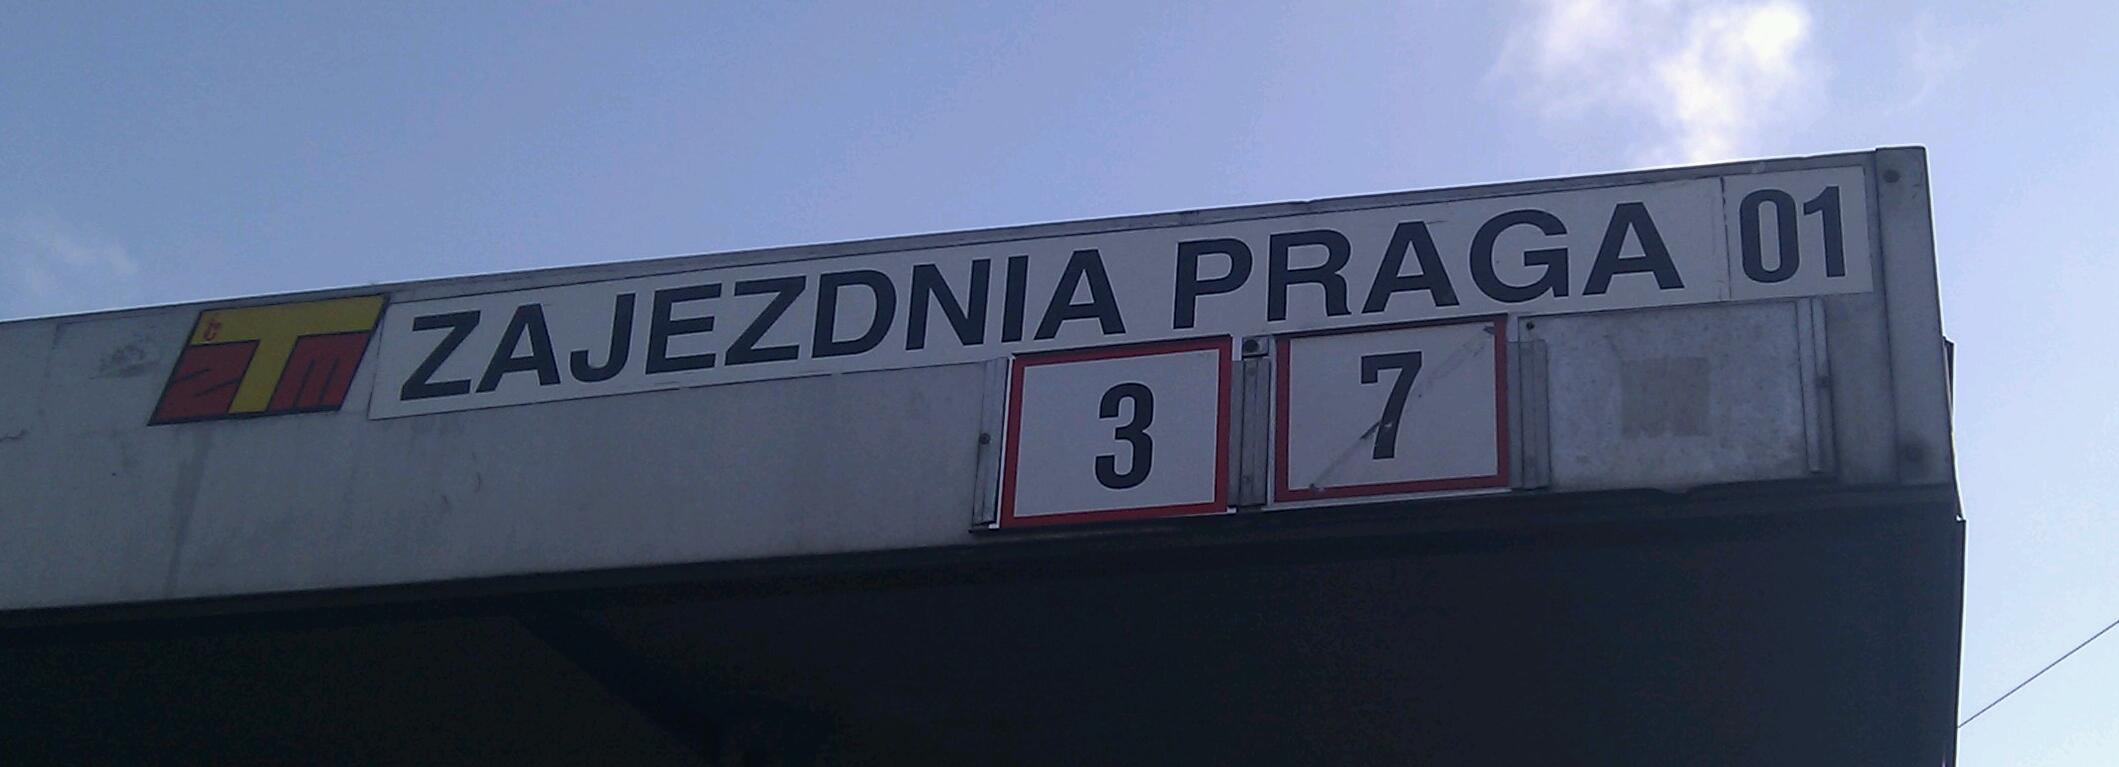 ZTM ZAJEZDNIA PRAGA 01
3 7